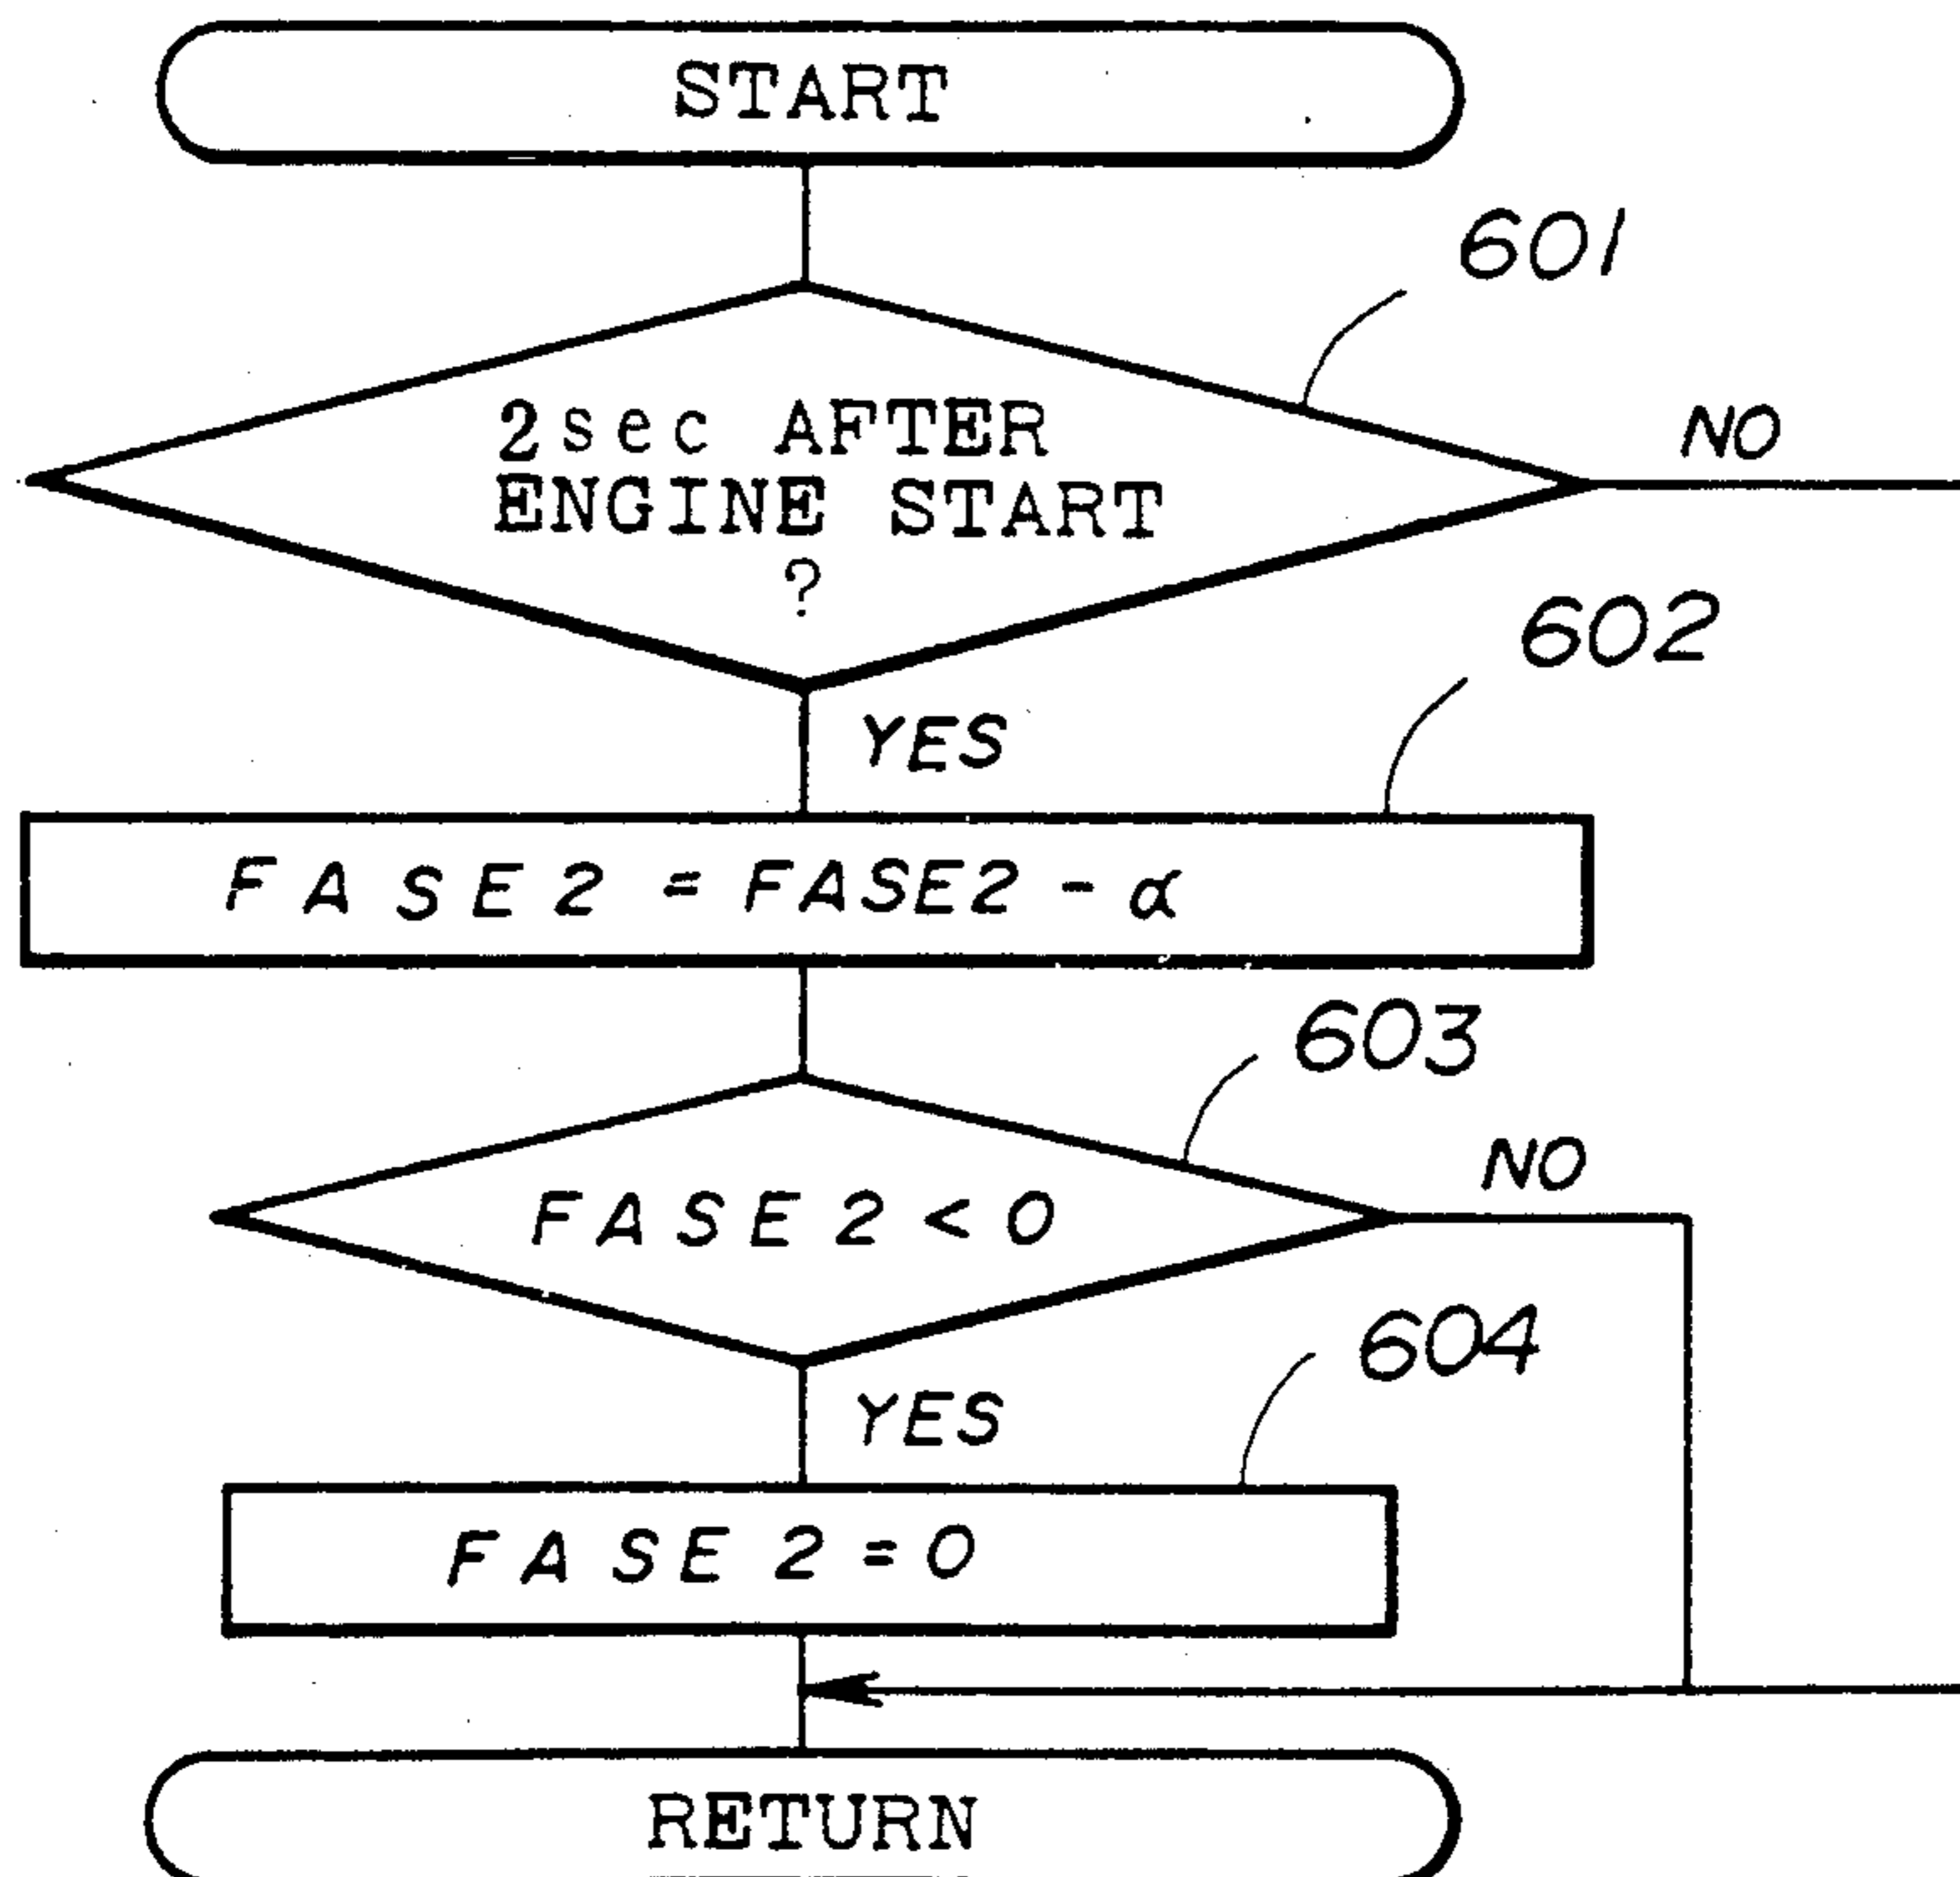 START
601
2sec AFTER
ENGINE START
?
NO
602
YES
FASE2 = FASE2 - α
603
FASE2 < 0
NO
604
YES
FASE2 = 0
RETURN